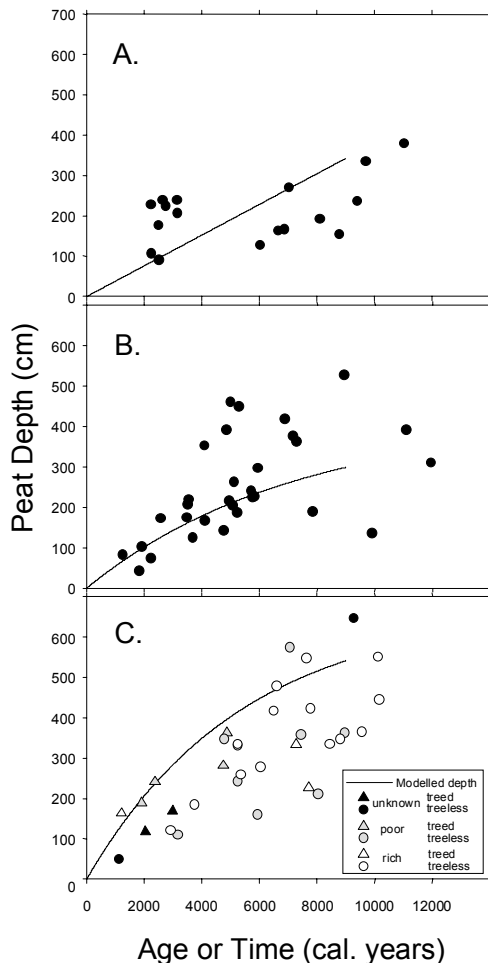 700
A.
600
500
400
300
200
100
0
B.
600
500
400
300
200
100
0
Peat Depth (cm)
C.
600
500
400
300
200
100
0
Modelled depth
unknown treed
treeless
poor treed
treeless
rich treed
treeless
0 2000 4000 6000 8000 10000 12000
Age or Time (cal. years)